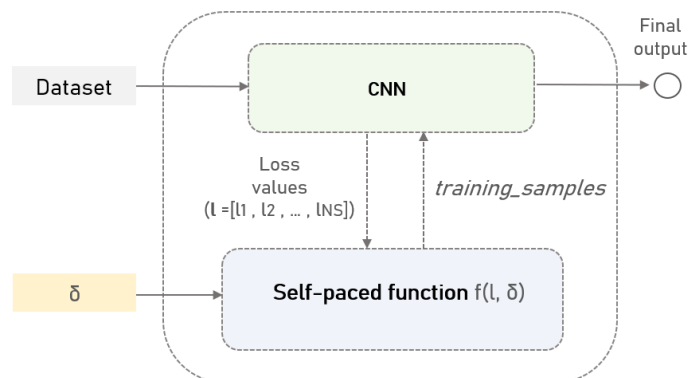 Final
output
Dataset
CNN
Loss
values
(l =[l1 , l2 , ... , lNS])
training_samples
δ
Self-paced function f(l, δ)